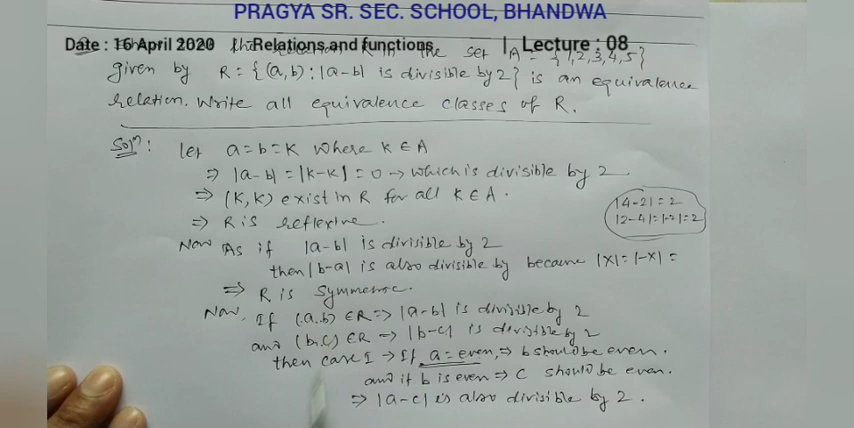 PRAGYA SR. SEC. SCHOOL, BHANDWA
Date : 16 April 2020 Relations and functions Lecture : 08
the set A = {1,2,3,4,5}
given by R = {(a,b) : |a-b| is divisible by 2} is an equivalence
relation. Write all equivalence classes of R.
Solⁿ: let a = b = K where K ∈ A
⇒ |a-b| = |K-K| = 0 → which is divisible by 2
⇒ (K,K) exist in R for all K ∈ A.
⇒ R is reflexive.
|4-2| = 2
|2-4| = |-2| = 2
Now As if |a-b| is divisible by 2
then |b-a| is also divisible by because |x| = |-x| =
⇒ R is symmetric.
Now, If (a,b) ∈ R ⇒ |a-b| is divisible by 2
and (b,c) ∈ R ⇒ |b-c| is divisible by 2
then case I → If a = even, ⇒ b should be even.
and if b is even ⇒ c should be even.
⇒ |a-c| is also divisible by 2.